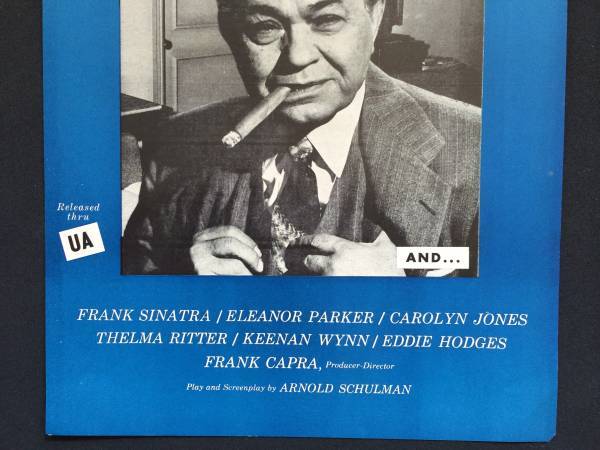 Released
thru
UA
AND...
FRANK SINATRA / ELEANOR PARKER / CAROLYN JONES
THELMA RITTER / KEENAN WYNN / EDDIE HODGES
FRANK CAPRA, Producer-Director
Play and Screenplay by ARNOLD SCHULMAN